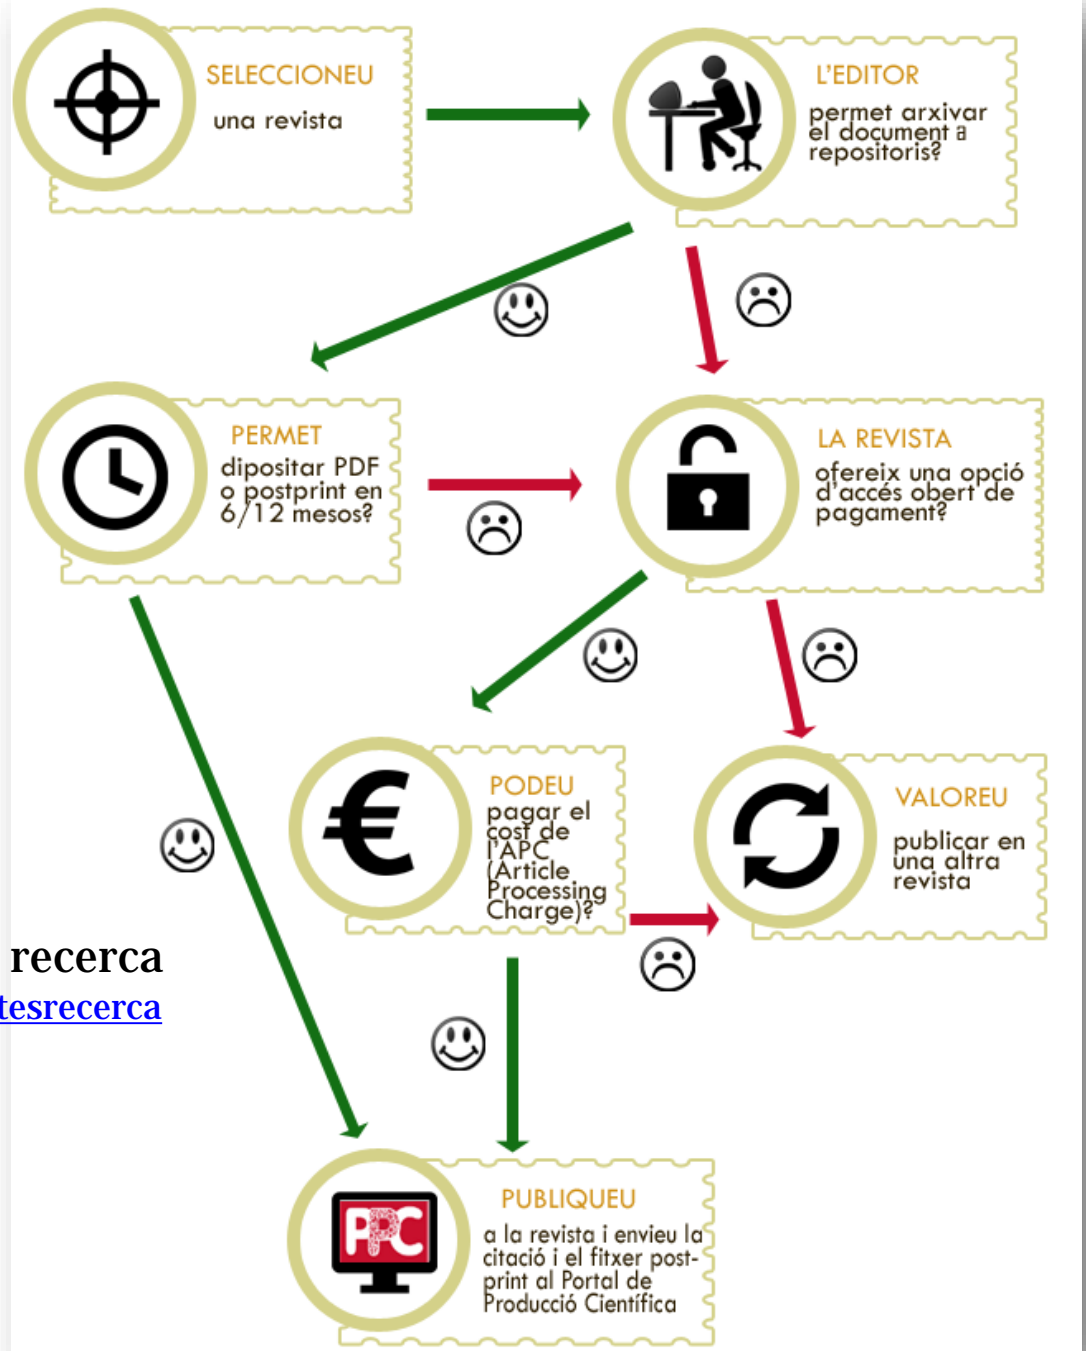 SELECCIONEU
una revista
L'EDITOR
permet arxivar
el document a
repositoris?
PERMET
dipositar PDF
o postprint en
6/12 mesos?
LA REVISTA
ofereix una opció
d'accés obert de
pagament?
PODEU
pagar el
cost de
l'APC
(Article
Processing
Charge)?
VALOREU
publicar en
una altra
revista
recerca
tesrecerca
PPC
PUBLIQUEU
a la revista i envieu la
citació i el fitxer post-
print al Portal de
Producció Científica